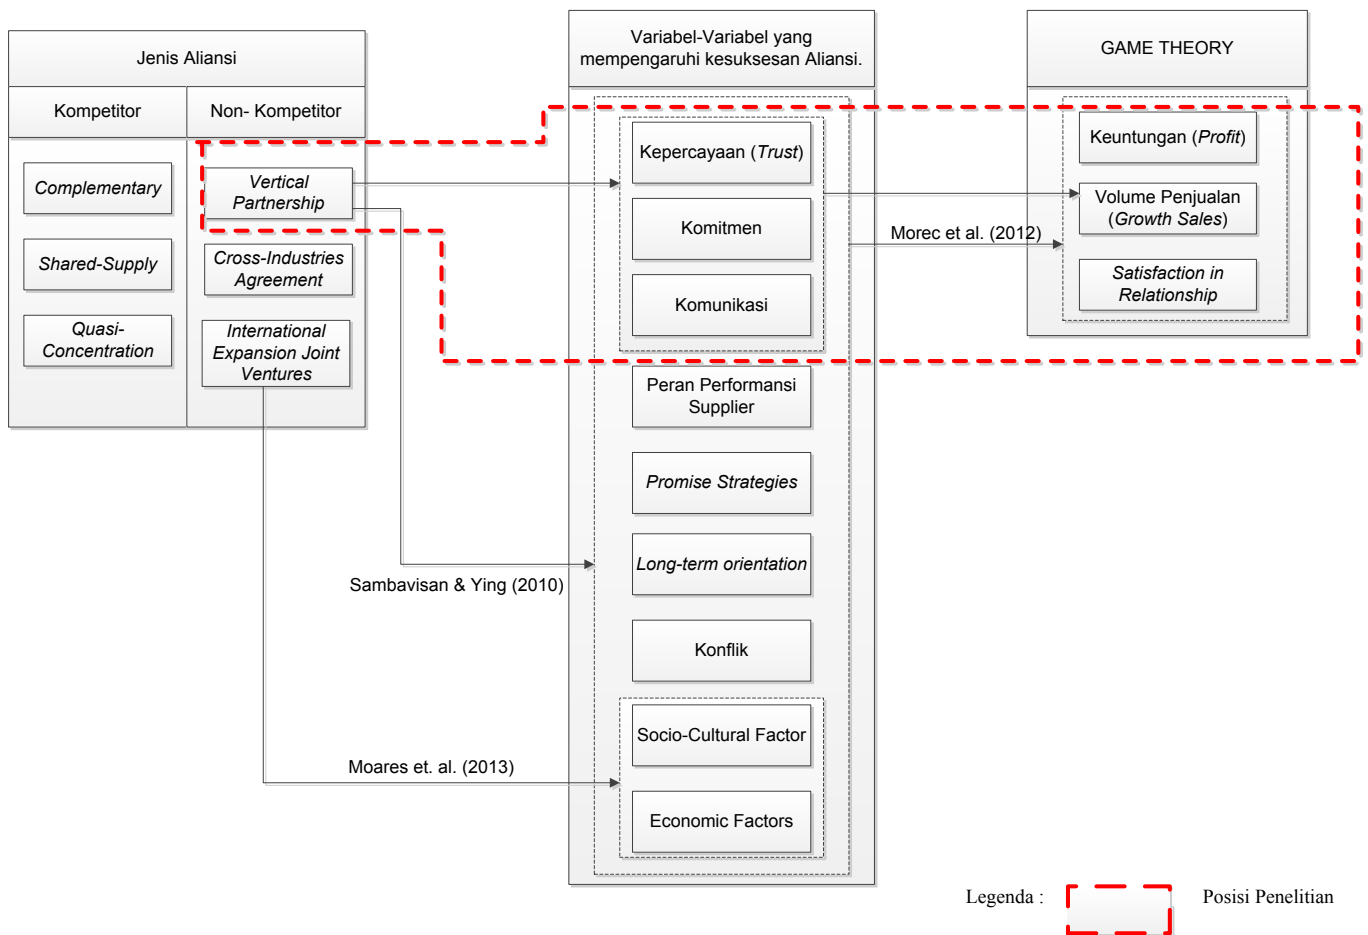 Jenis Aliansi
Kompetitor
Non- Kompetitor
Complementary
Shared-Supply
Quasi-
Concentration
Vertical
Partnership
Cross-Industries
Agreement
International
Expansion Joint
Ventures
Sambavisan & Ying (2010)
Moares et. al. (2013)
Variabel-Variabel yang
mempengaruhi kesuksesan Aliansi.
Kepercayaan (Trust)
Komitmen
Komunikasi
Peran Performansi
Supplier
Promise Strategies
Long-term orientation
Konflik
Socio-Cultural Factor
Economic Factors
Morec et al. (2012)
GAME THEORY
Keuntungan (Profit)
Volume Penjualan
(Growth Sales)
Satisfaction in
Relationship
Legenda :
Posisi Penelitian